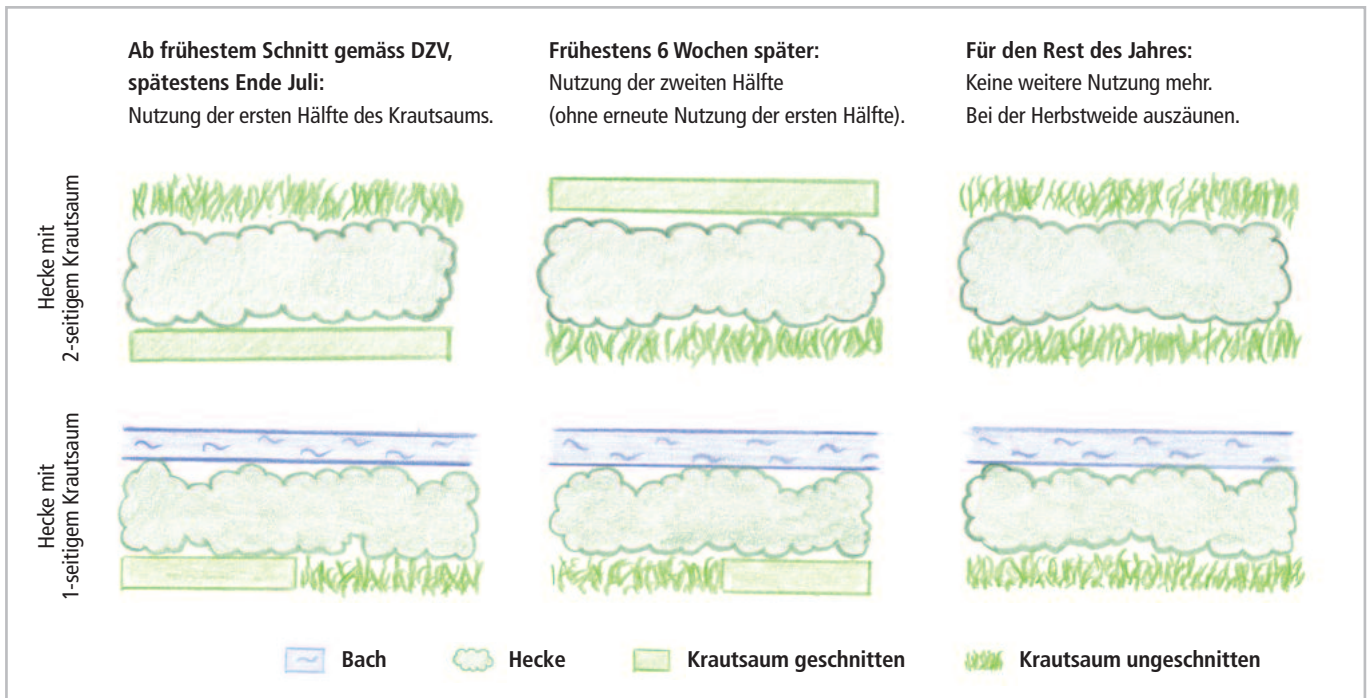 Ab frühestem Schnitt gemäss DZV,
spätestens Ende Juli:
Nutzung der ersten Hälfte des Krautsaums.
Frühestens 6 Wochen später:
Nutzung der zweiten Hälfte
(ohne erneute Nutzung der ersten Hälfte).
Für den Rest des Jahres:
Keine weitere Nutzung mehr.
Bei der Herbstweide auszäunen.
Hecke mit
2-seitigem Krautsaum
Hecke mit
1-seitigem Krautsaum
Bach
Hecke
Krautsaum geschnitten
Krautsaum ungeschnitten